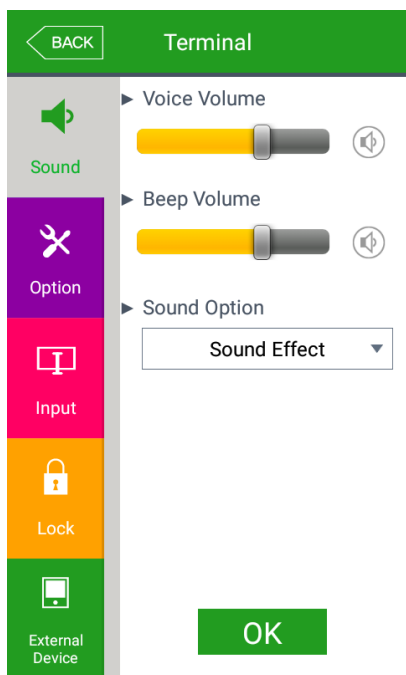 BACK
Terminal
Sound
Option
Input
Lock
External
Device
► Voice Volume
► Beep Volume
► Sound Option
Sound Effect
OK